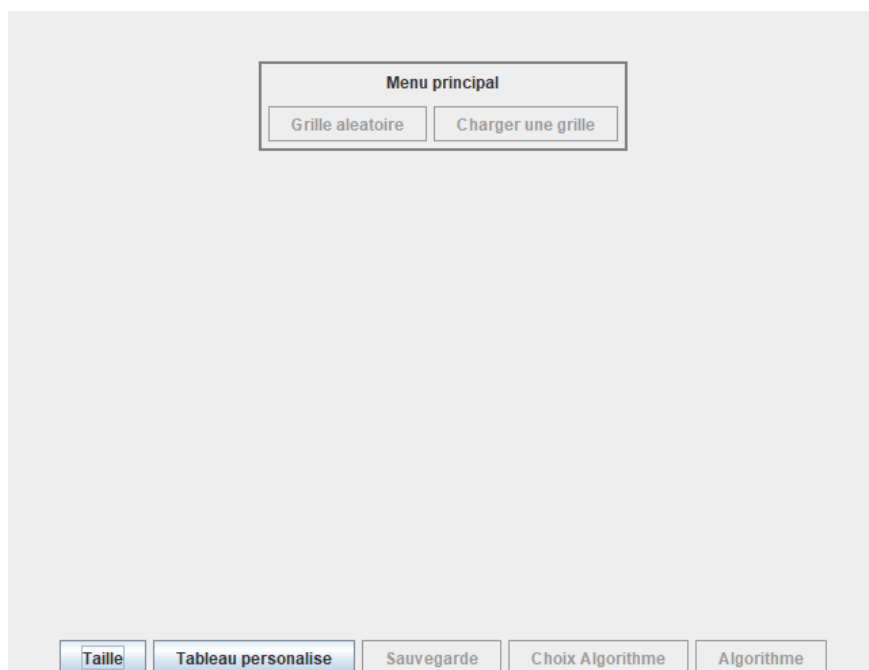 Menu principal
Grille aleatoire Charger une grille
Taille Tableau personalise Sauvegarde Choix Algorithme Algorithme